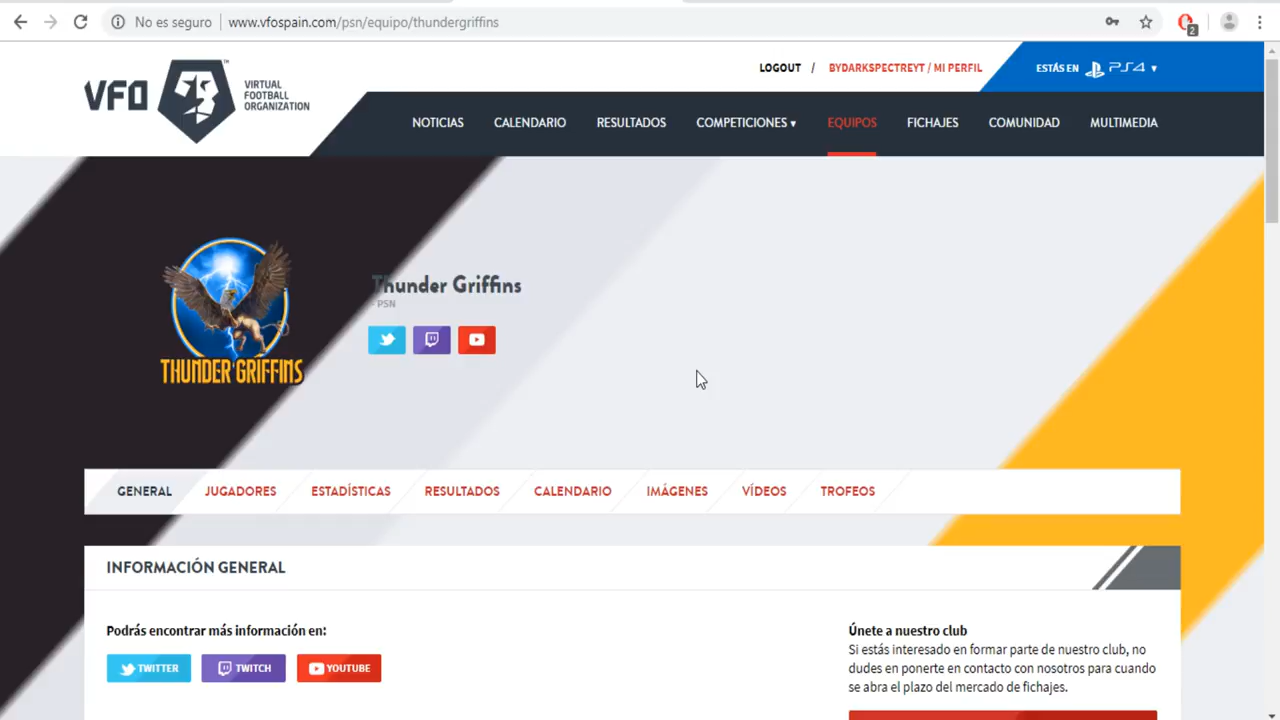 No es seguro | www.vfospain.com/psn/equipo/thundergriffins
2
VFO
™
VIRTUAL
FOOTBALL
ORGANIZATION
LOGOUT / BYDARKSPECTREYT / MI PERFIL
ESTÁS EN PS4 ▾
NOTICIAS CALENDARIO RESULTADOS COMPETICIONES ▾ EQUIPOS FICHAJES COMUNIDAD MULTIMEDIA
THUNDER GRIFFINS
Thunder Griffins
- PSN
GENERAL JUGADORES ESTADÍSTICAS RESULTADOS CALENDARIO IMÁGENES VÍDEOS TROFEOS
INFORMACIÓN GENERAL
Podrás encontrar más información en:
TWITTER TWITCH YOUTUBE
Únete a nuestro club
Si estás interesado en formar parte de nuestro club, no
dudes en ponerte en contacto con nosotros para cuando
se abra el plazo del mercado de fichajes.